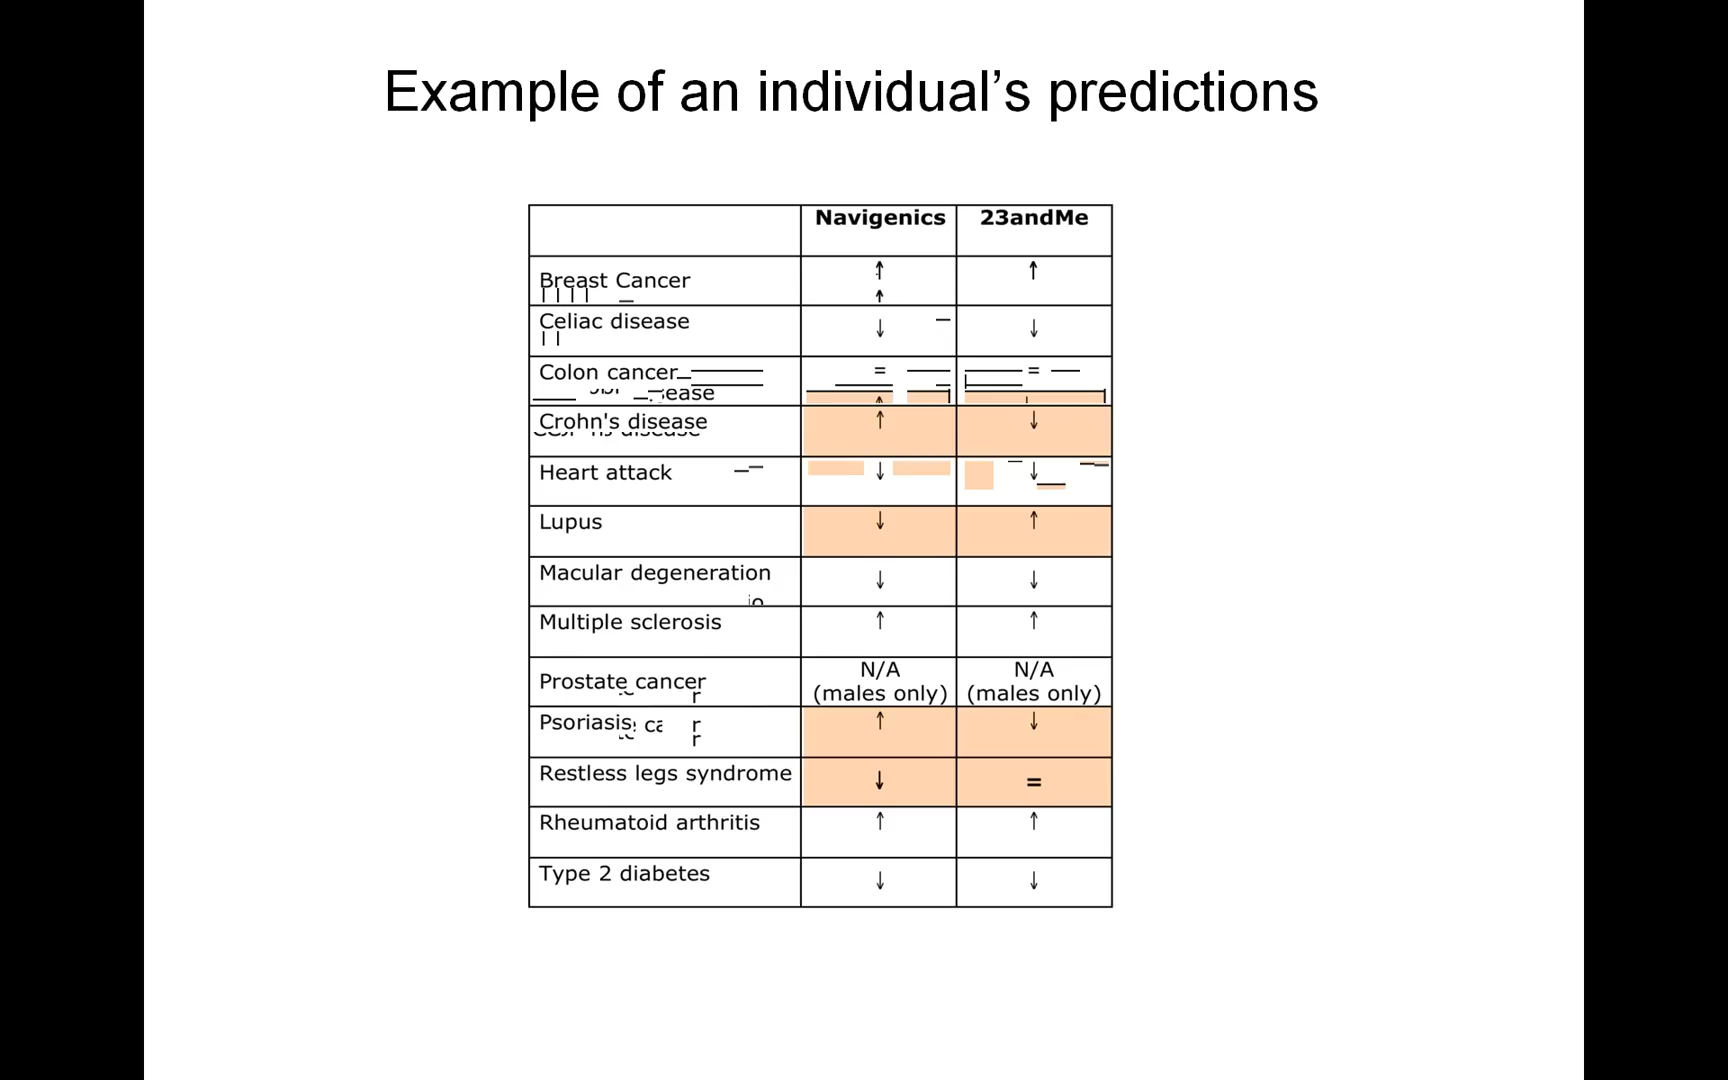 Example of an individual’s predictions
Navigenics 23andMe
Breast Cancer ↑ ↑
Celiac disease ↓ ↓
Colon cancer = =
Crohn's disease ↑ ↓
Heart attack ↓ ↓
Lupus ↓ ↑
Macular degeneration ↓ ↓
Multiple sclerosis ↑ ↑
Prostate cancer N/A (males only) N/A (males only)
Psoriasis ↑ ↓
Restless legs syndrome ↓ =
Rheumatoid arthritis ↑ ↑
Type 2 diabetes ↓ ↓